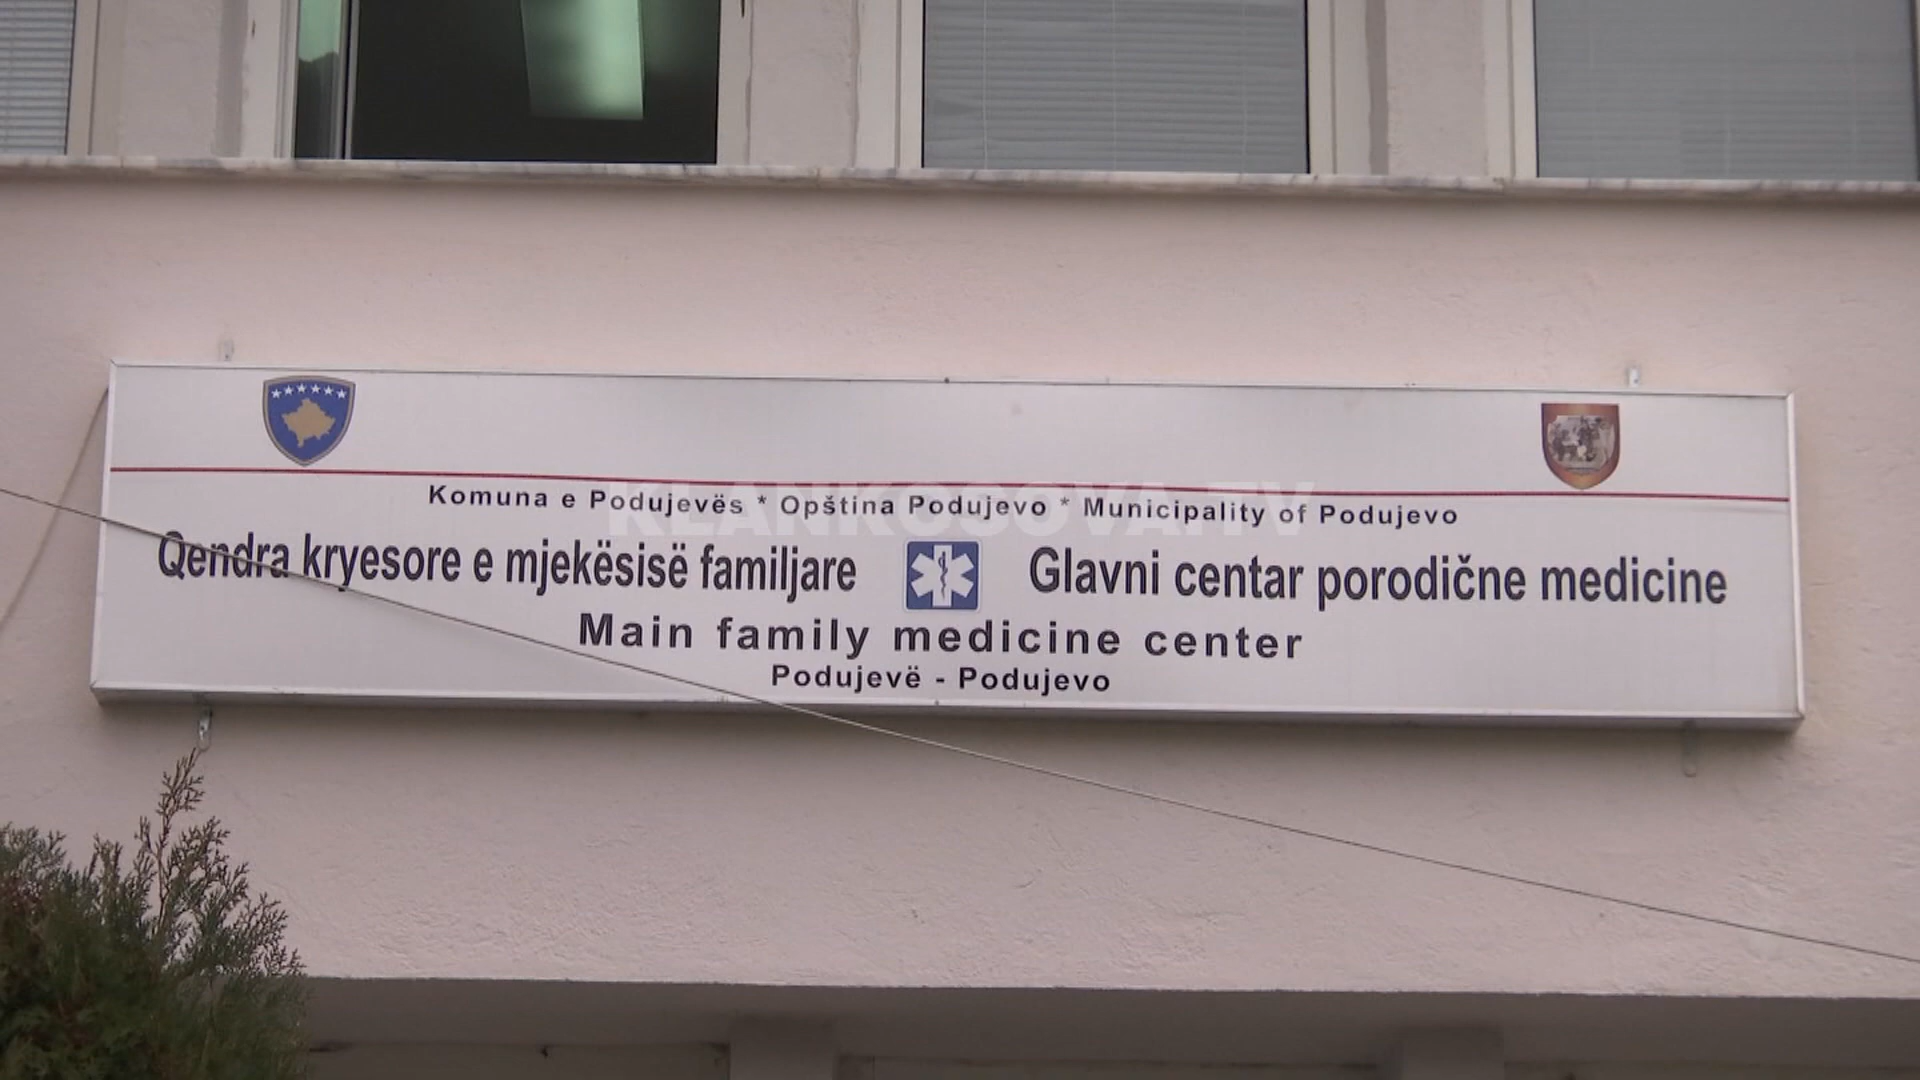 Komuna e Podujevës * Opština Podujevo * Municipality of Podujevo
KLANKOSOVA.TV
Qendra kryesore e mjekësisë familjare Glavni centar porodične medicine
Main family medicine center
Podujevë - Podujevo